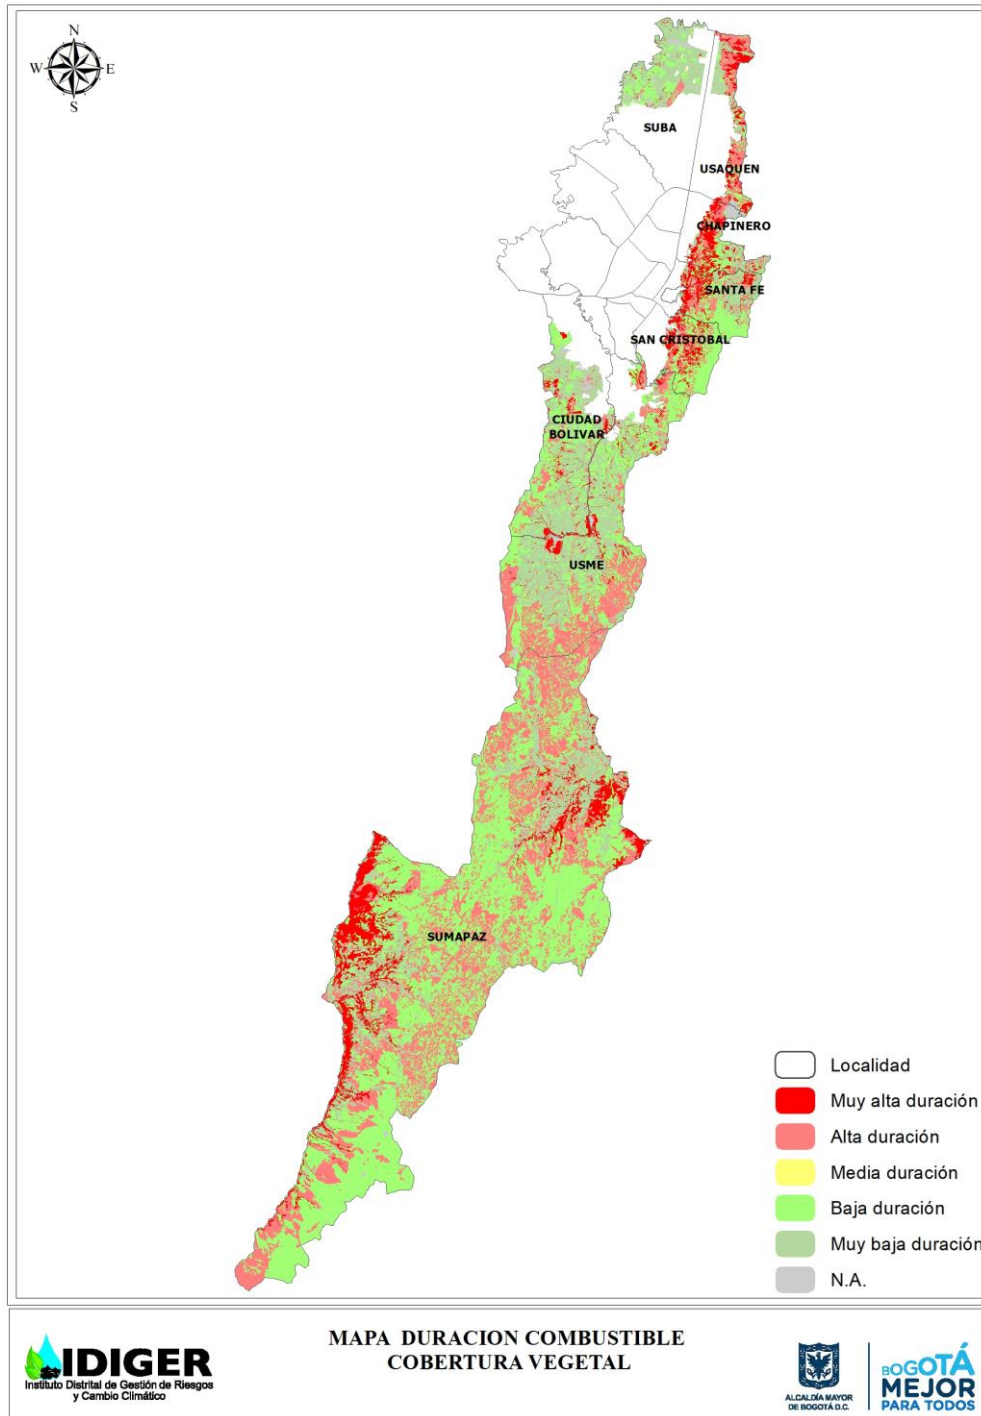 N
W
E
S
SUBA
USAQUEN
CHAPINERO
SANTA FE
SAN CRISTOBAL
CIUDAD
BOLIVAR
USME
SUMAPAZ
Localidad
Muy alta duración
Alta duración
Media duración
Baja duración
Muy baja duración
N.A.
MAPA DURACION COMBUSTIBLE
COBERTURA VEGETAL
IDIGER
Instituto Distrital de Gestión de Riesgos
y Cambio Climático
ALCALDÍA MAYOR
DE BOGOTÁ D.C.
BOGOTÁ
MEJOR
PARA TODOS